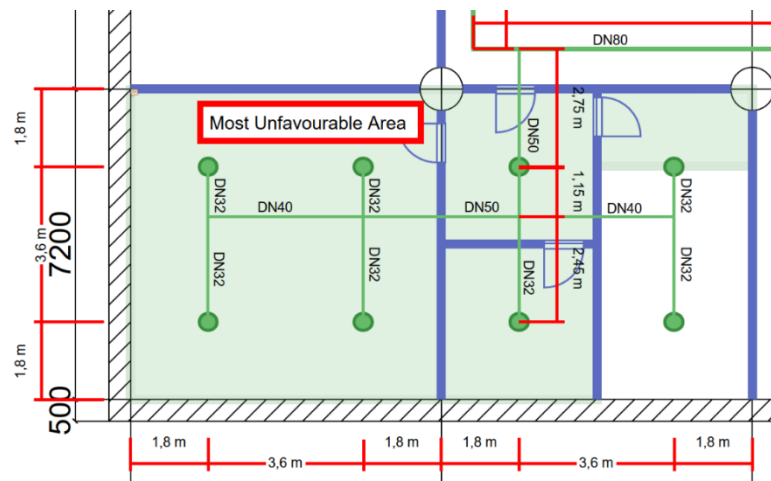 DN80
1,8 m
Most Unfavourable Area
DN50
2,75 m
DN32
DN32
DN32
1,15 m
DN40
DN50
DN40
3,6 m
7200
DN32
DN32
DN32
2,45 m
DN32
1,8 m
500
1,8 m
3,6 m
1,8 m
1,8 m
3,6 m
1,8 m